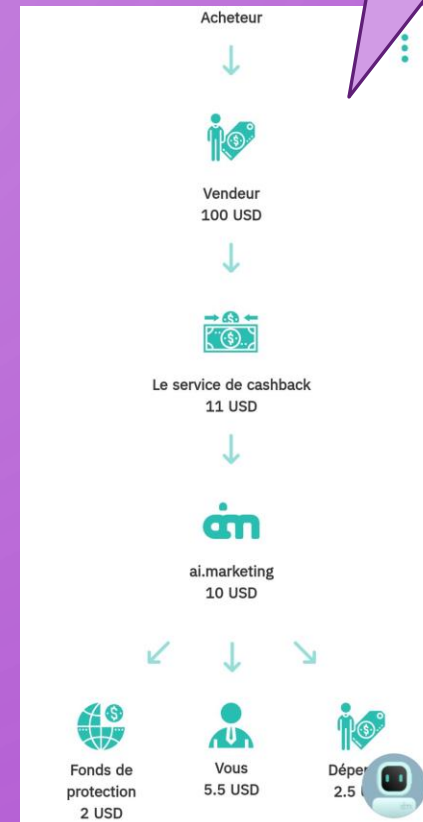 Acheteur
Vendeur
100 USD
Le service de cashback
11 USD
aim
ai.marketing
10 USD
Fonds de
protection
2 USD
Vous
5.5 USD
2.5